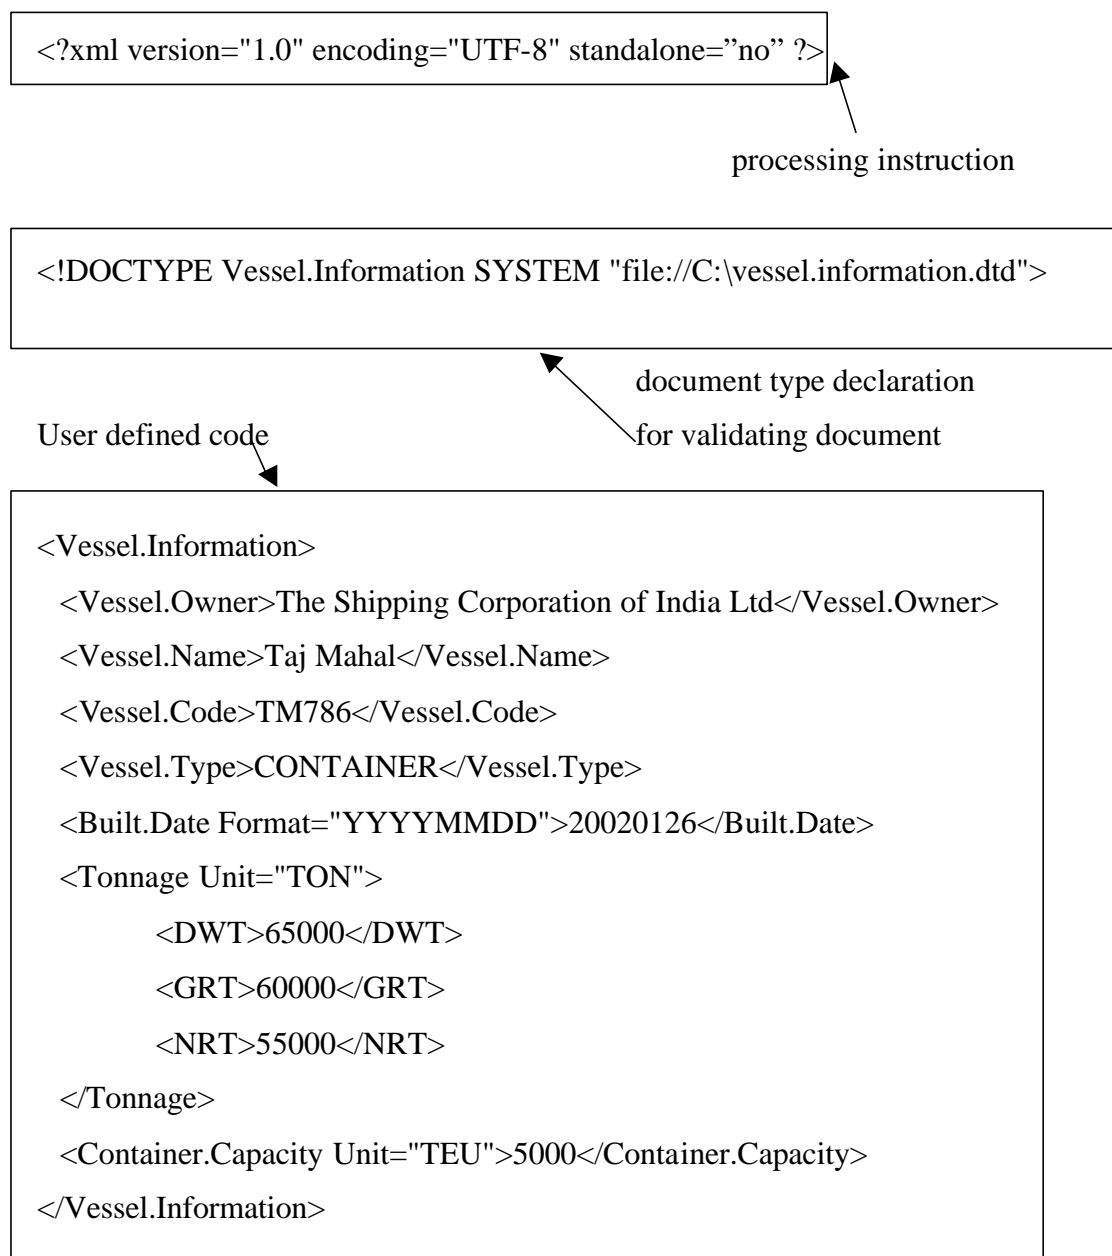 <?xml version="1.0" encoding="UTF-8" standalone=”no” ?>
processing instruction
<!DOCTYPE Vessel.Information SYSTEM "file://C:\vessel.information.dtd">
document type declaration
for validating document
User defined code
<Vessel.Information>
<Vessel.Owner>The Shipping Corporation of India Ltd</Vessel.Owner>
<Vessel.Name>Taj Mahal</Vessel.Name>
<Vessel.Code>TM786</Vessel.Code>
<Vessel.Type>CONTAINER</Vessel.Type>
<Built.Date Format="YYYYMMDD">20020126</Built.Date>
<Tonnage Unit="TON">
<DWT>65000</DWT>
<GRT>60000</GRT>
<NRT>55000</NRT>
</Tonnage>
<Container.Capacity Unit="TEU">5000</Container.Capacity>
</Vessel.Information>